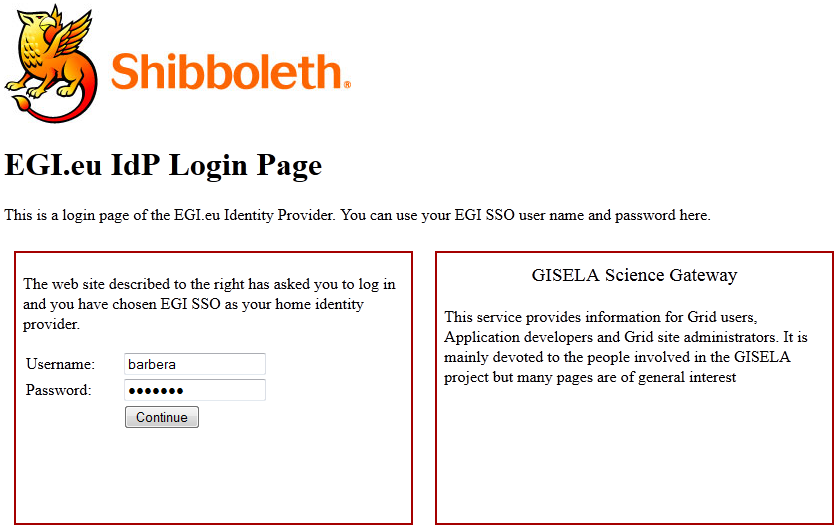 Shibboleth®
EGI.eu IdP Login Page
This is a login page of the EGI.eu Identity Provider. You can use your EGI SSO user name and password here.
The web site described to the right has asked you to log in
and you have chosen EGI SSO as your home identity
provider.
Username: barbera
Password: ●●●●●●●
Continue
GISELA Science Gateway
This service provides information for Grid users,
Application developers and Grid site administrators. It is
mainly devoted to the people involved in the GISELA
project but many pages are of general interest